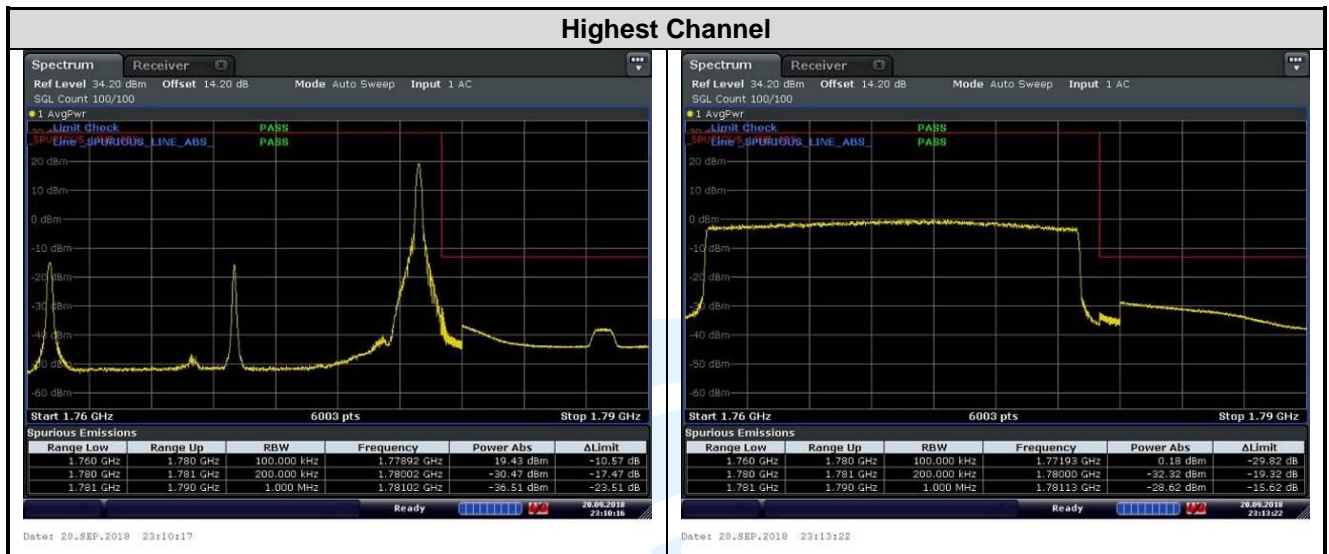 Highest Channel
Spectrum Receiver
Ref Level 34.20 dBm Offset 14.20 dB Mode Auto Sweep Input 1 AC
SGL Count 100/100
1 AvgPwr
Limit Check PASS
Line _SPURIOUS_LINE_ABS_ PASS
20 dBm
10 dBm
0 dBm
-10 dBm
-20 dBm
-30 dBm
-40 dBm
-60 dBm
Start 1.76 GHz 6003 pts Stop 1.79 GHz
Spurious Emissions
Range Low Range Up RBW Frequency Power Abs ΔLimit
1.760 GHz 1.780 GHz 100.000 kHz 1.77892 GHz 19.43 dBm -10.57 dB
1.780 GHz 1.781 GHz 200.000 kHz 1.78002 GHz -30.47 dBm -17.47 dB
1.781 GHz 1.790 GHz 1.000 MHz 1.78102 GHz -36.51 dBm -23.51 dB
Ready 20.09.2018
23:10:16
Date: 20.SEP.2018 23:10:17
Spectrum Receiver
Ref Level 34.20 dBm Offset 14.20 dB Mode Auto Sweep Input 1 AC
SGL Count 100/100
1 AvgPwr
Limit Check PASS
Line _SPURIOUS_LINE_ABS_ PASS
20 dBm
10 dBm
0 dBm
-10 dBm
-20 dBm
-30 dBm
-40 dBm
-50 dBm
-60 dBm
Start 1.76 GHz 6003 pts Stop 1.79 GHz
Spurious Emissions
Range Low Range Up RBW Frequency Power Abs ΔLimit
1.760 GHz 1.780 GHz 100.000 kHz 1.77193 GHz 0.18 dBm -29.82 dB
1.780 GHz 1.781 GHz 200.000 kHz 1.78000 GHz -32.32 dBm -19.32 dB
1.781 GHz 1.790 GHz 1.000 MHz 1.78113 GHz -28.62 dBm -15.62 dB
Ready 20.09.2018
23:13:22
Date: 20.SEP.2018 23:13:22